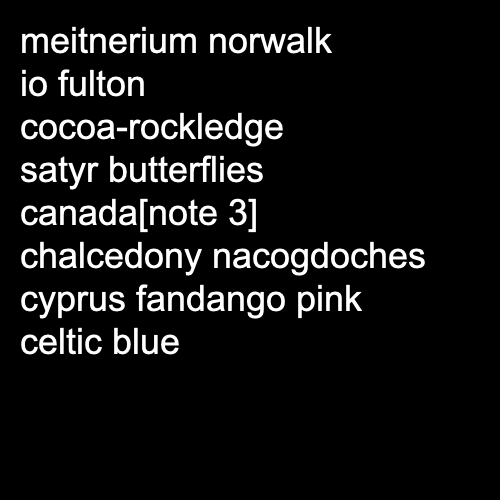 meitnerium norwalk
io fulton
cocoa-rockledge
satyr butterflies
canada[note 3]
chalcedony nacogdoches
cyprus fandango pink
celtic blue